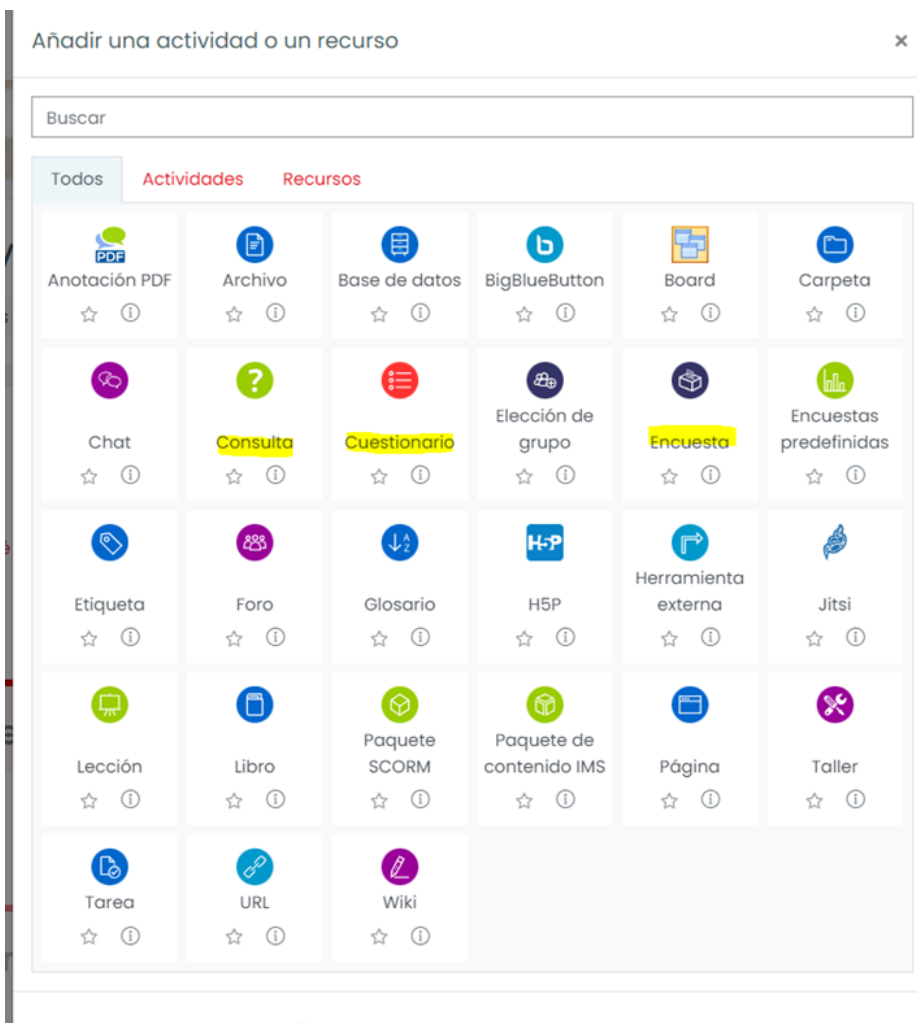 Añadir una actividad o un recurso
Buscar
Todos Actividades Recursos
PDF
Anotación PDF Archivo Base de datos BigBlueButton Board Carpeta
Chat Consulta Cuestionario Elección de grupo Encuesta Encuestas predefinidas
Etiqueta Foro Glosario H5P Herramienta externa Jitsi
Lección Libro Paquete SCORM Paquete de contenido IMS Página Taller
Tarea URL Wiki